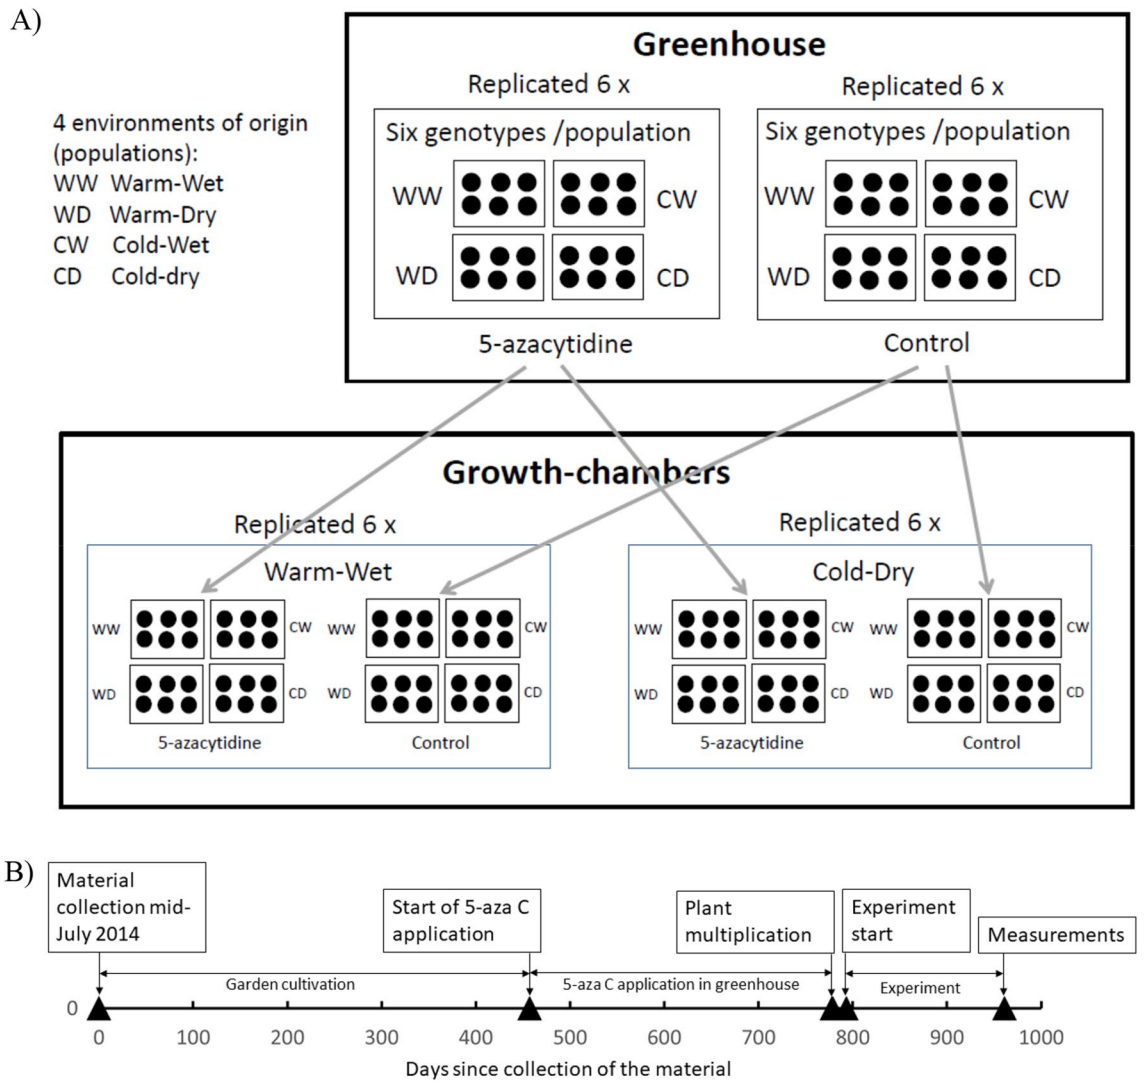 A)
4 environments of origin
(populations):
WW Warm-Wet
WD Warm-Dry
CW Cold-Wet
CD Cold-dry
Greenhouse
Replicated 6 x
Replicated 6 x
Six genotypes /population
WW
CW
WD
CD
5-azacytidine
Six genotypes /population
WW
CW
WD
CD
Control
Growth-chambers
Replicated 6 x
Warm-Wet
WW
CW
WW
CW
WD
CD
WD
CD
5-azacytidine
Control
Replicated 6 x
Cold-Dry
WW
CW
WW
CW
WD
CD
WD
CD
5-azacytidine
Control
B)
Material
collection mid-
July 2014
Start of 5-aza C
application
Plant
multiplication
Experiment
start
Measurements
Garden cultivation
5-aza C application in greenhouse
Experiment
0
0 100 200 300 400 500 600 700 800 900 1000
Days since collection of the material